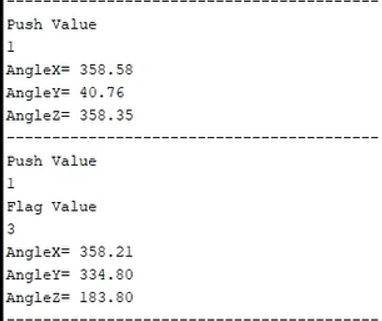 --------------------------------------
Push Value
1
AngleX= 358.58
AngleY= 40.76
AngleZ= 358.35
--------------------------------------
Push Value
1
Flag Value
3
AngleX= 358.21
AngleY= 334.80
AngleZ= 183.80
--------------------------------------